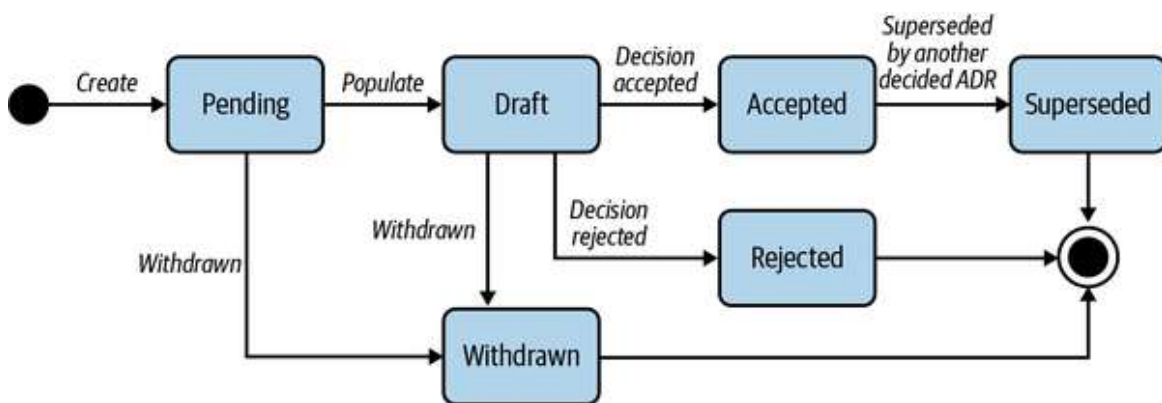 Superseded
by another
decided ADR
Decision
accepted
Create
Populate
Pending
Draft
Accepted
Superseded
Withdrawn
Withdrawn
Decision
rejected
Rejected
Withdrawn